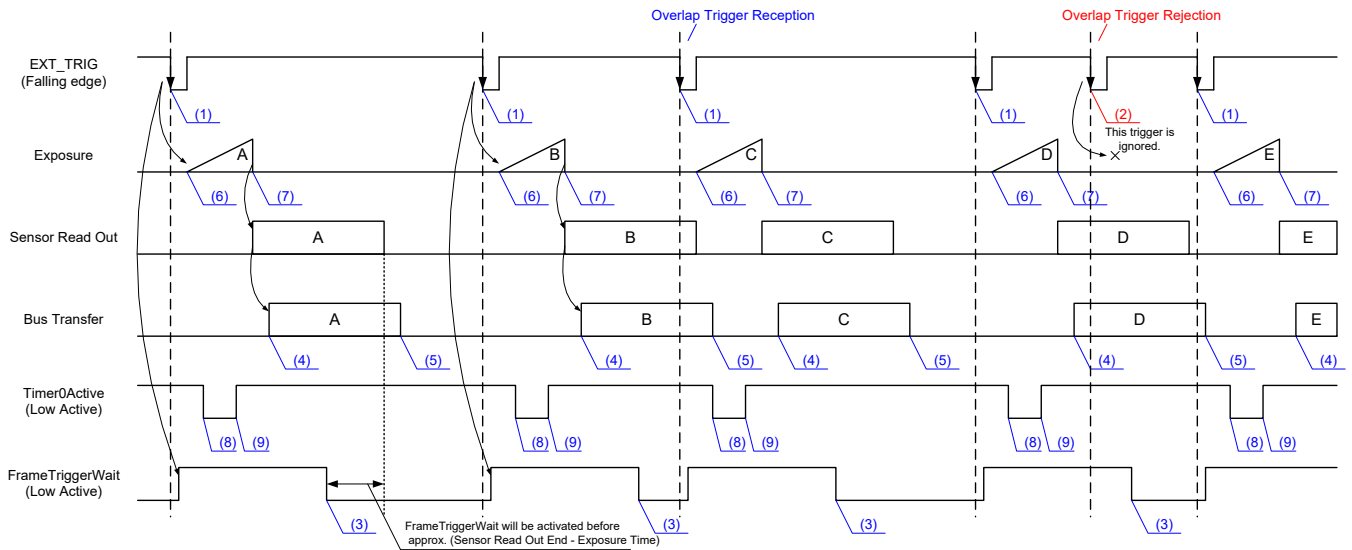 Overlap Trigger Reception
Overlap Trigger Rejection
EXT_TRIG
(Falling edge)
(1)
(1)
(1)
(1)
(2)
(1)
This trigger is
ignored.
Exposure
A
B
C
D
E
(6)
(7)
(6)
(7)
(6)
(7)
(6)
(7)
(6)
(7)
Sensor Read Out
A
B
C
D
E
Bus Transfer
A
B
C
D
E
(4)
(5)
(4)
(5)
(4)
(5)
(4)
(5)
(4)
Timer0Active
(Low Active)
(8)
(9)
(8)
(9)
(8)
(9)
(8)
(9)
(8)
(9)
FrameTriggerWait
(Low Active)
(3)
(3)
(3)
(3)
FrameTriggerWait will be activated before
approx. (Sensor Read Out End - Exposure Time)